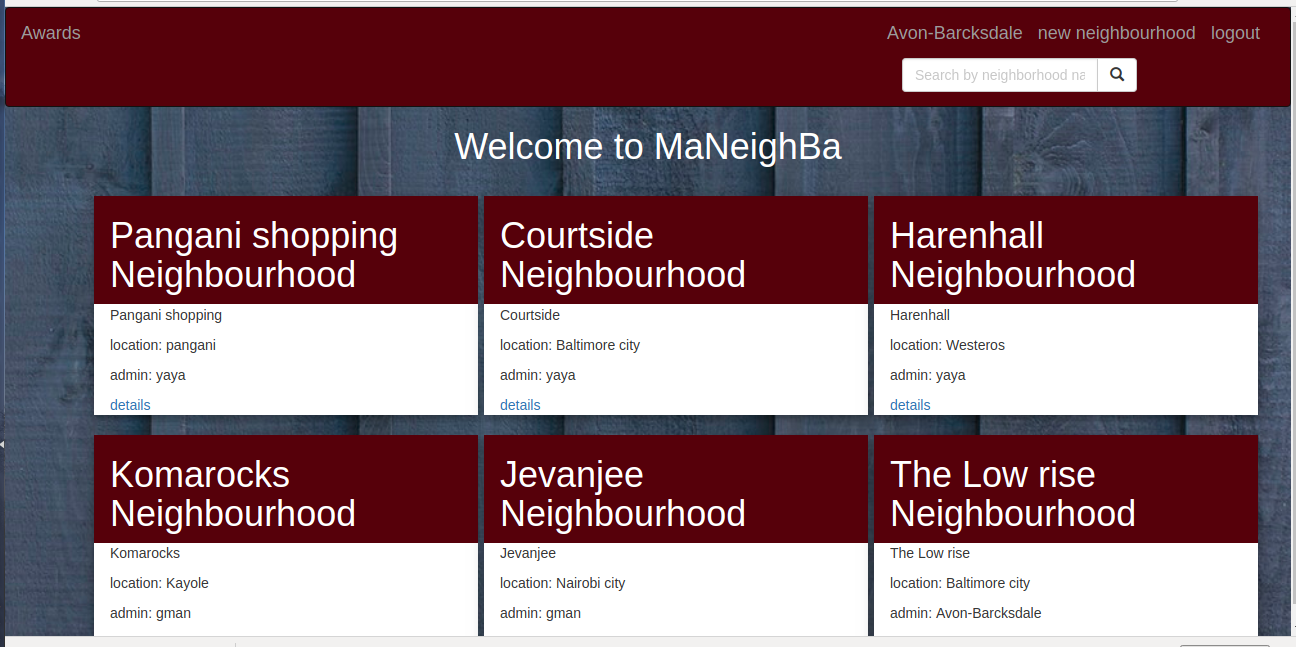 Awards
Avon-Barcksdale new neighbourhood logout
Search by neighborhood na
Welcome to MaNeighBa
Pangani shopping
Neighbourhood
Pangani shopping
location: pangani
admin: yaya
details
Courtside
Neighbourhood
Courtside
location: Baltimore city
admin: yaya
details
Harenhall
Neighbourhood
Harenhall
location: Westeros
admin: yaya
details
Komarocks
Neighbourhood
Komarocks
location: Kayole
admin: gman
Jevanjee
Neighbourhood
Jevanjee
location: Nairobi city
admin: gman
The Low rise
Neighbourhood
The Low rise
location: Baltimore city
admin: Avon-Barcksdale